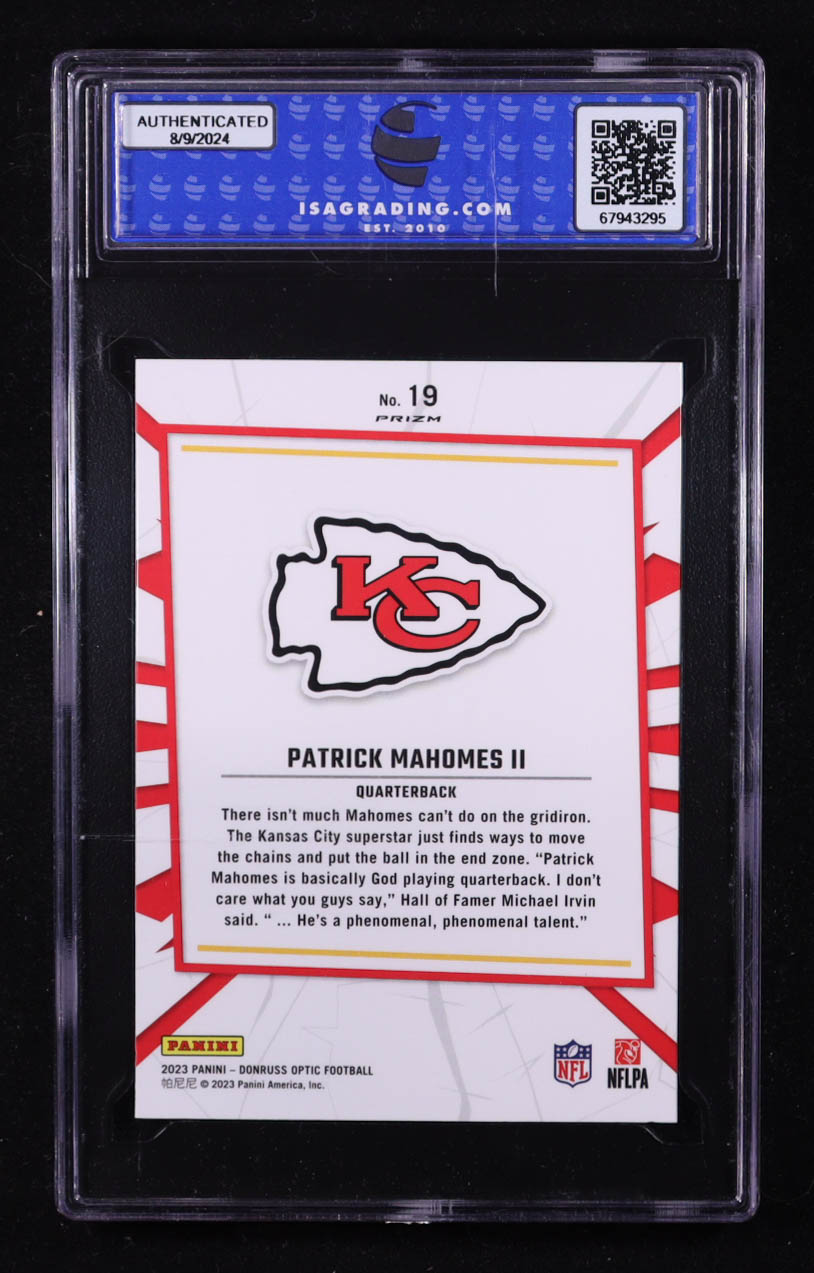 AUTHENTICATED
8/9/2024
ISAGRADING.COM
EST. 2010
67943295
No. 19
PRIZM
KC
PATRICK MAHOMES II
QUARTERBACK
There isn't much Mahomes can't do on the gridiron.
The Kansas City superstar just finds ways to move
the chains and put the ball in the end zone. “Patrick
Mahomes is basically God playing quarterback. I don't
care what you guys say,” Hall of Famer Michael Irvin
said. “ ... He's a phenomenal, phenomenal talent.”
PANINI
2023 PANINI – DONRUSS OPTIC FOOTBALL
帕尼尼 © 2023 Panini America, Inc.
NFL
NFLPA